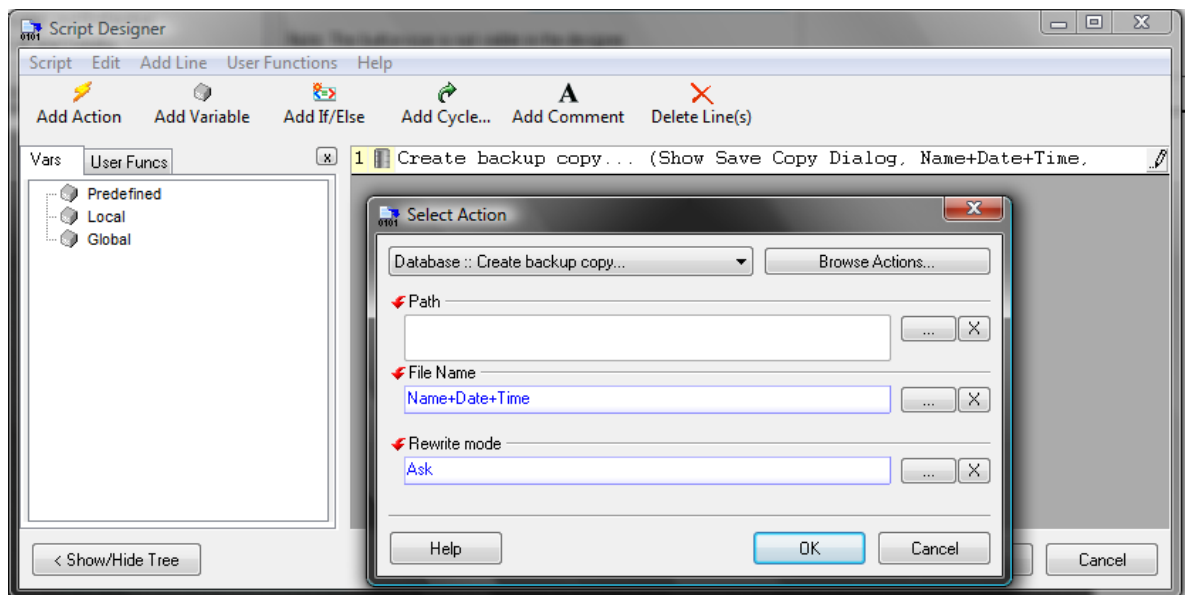 Script Designer
Script Edit Add Line User Functions Help
Add Action Add Variable Add If/Else Add Cycle... Add Comment Delete Line(s)
Vars User Funcs x
Predefined
Local
Global
1 Create backup copy... (Show Save Copy Dialog, Name+Date+Time,
0101 Select Action
Database :: Create backup copy... Browse Actions...
Path
... X
File Name
Name+Date+Time ... X
Rewrite mode
Ask ... X
Help OK Cancel
< Show/Hide Tree Cancel